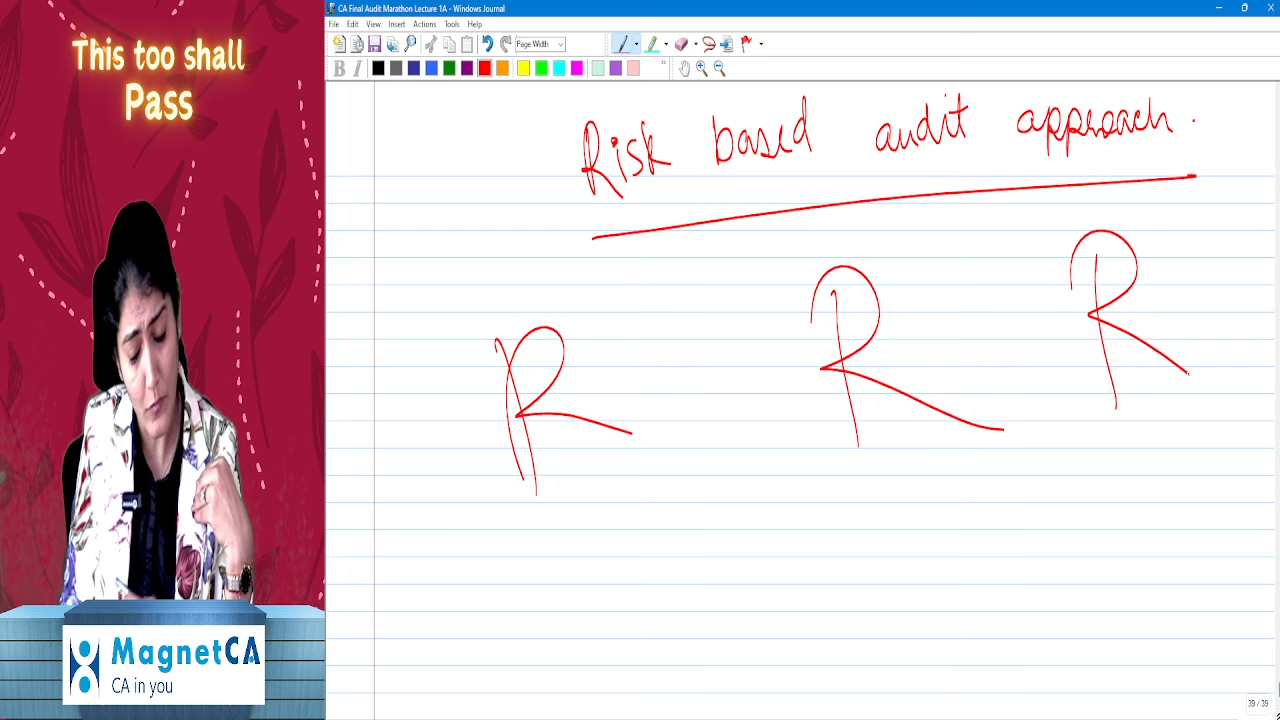 This too shall
Pass
MagnetCA
CA in you
CA Final Audit Marathon Lecture 1A - Windows Journal
File Edit View Insert Actions Tools Help
Page Width
B I
Risk based audit approach.
R R R
39 / 39